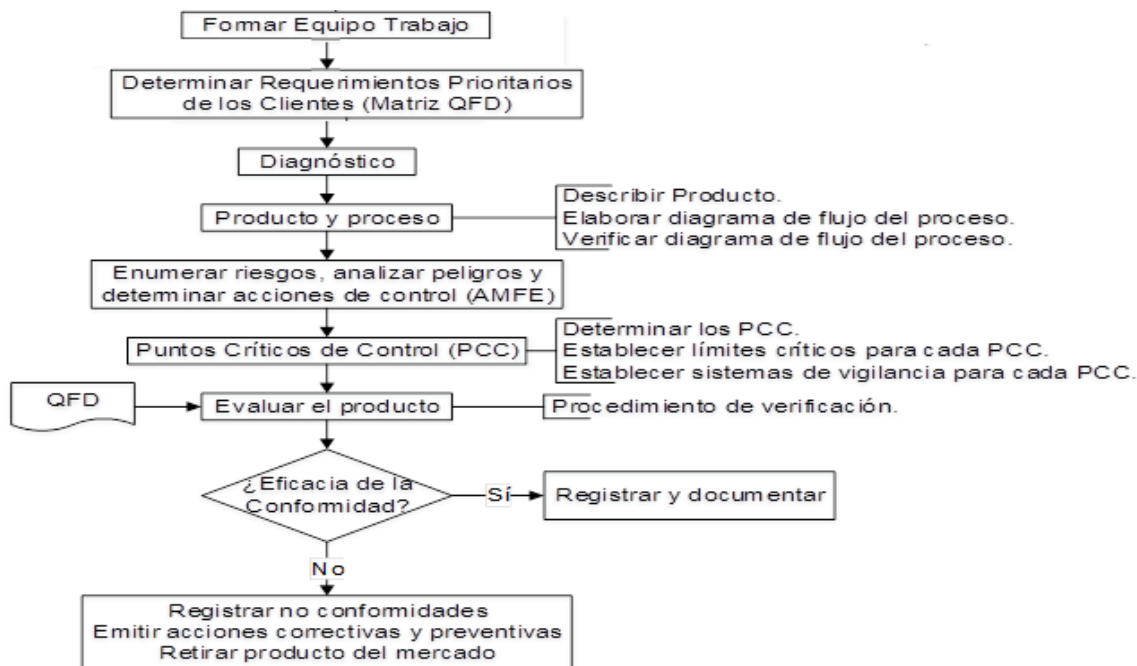 Formar Equipo Trabajo
Determinar Requerimientos Prioritarios
de los Clientes (Matriz QFD)
Diagnóstico
Producto y proceso
Describir Producto.
Elaborar diagrama de flujo del proceso.
Verificar diagrama de flujo del proceso.
Enumerar riesgos, analizar peligros y
determinar acciones de control (AMFE)
Puntos Críticos de Control (PCC)
Determinar los PCC.
Establecer límites críticos para cada PCC.
Establecer sistemas de vigilancia para cada PCC.
QFD
Evaluar el producto
Procedimiento de verificación.
¿Eficacia de la
Conformidad?
Sí
Registrar y documentar
No
Registrar no conformidades
Emitir acciones correctivas y preventivas
Retirar producto del mercado